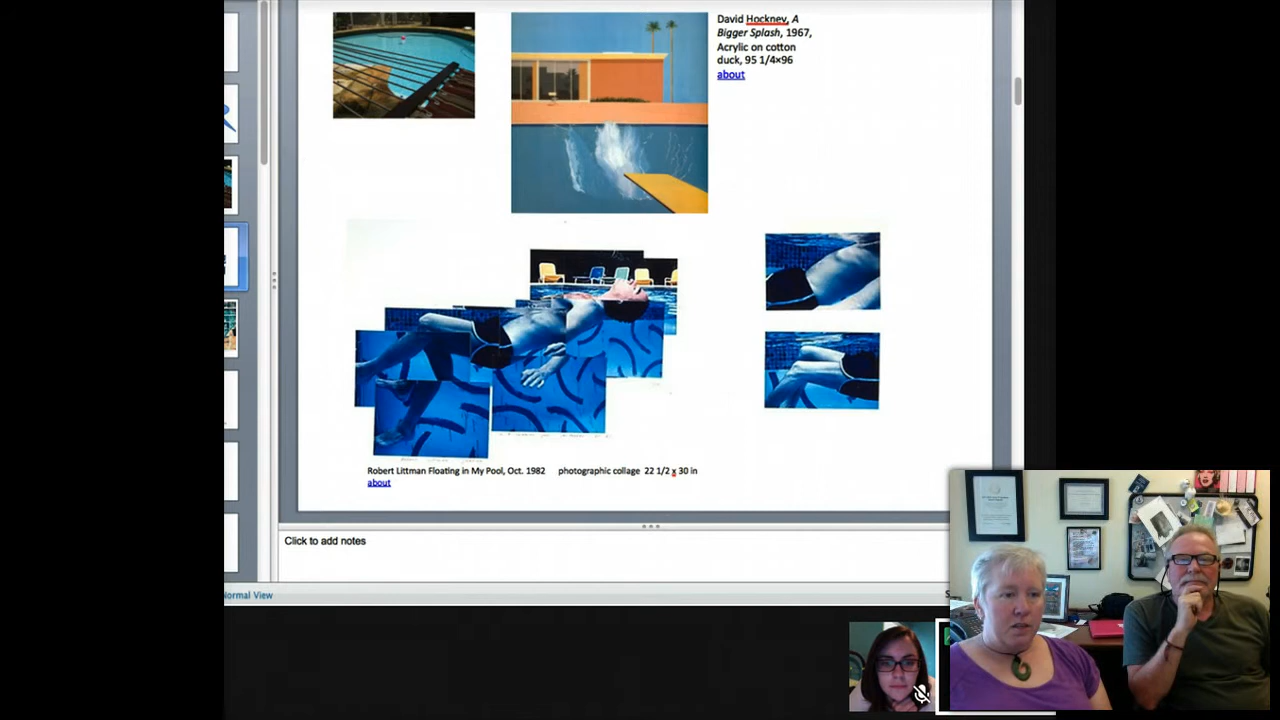 David Hockney, A
Bigger Splash, 1967,
Acrylic on cotton
duck, 95 1/4×96
about
Robert Littman Floating in My Pool, Oct. 1982 photographic collage 22 1/2 x 30 in
about
Click to add notes
Normal View